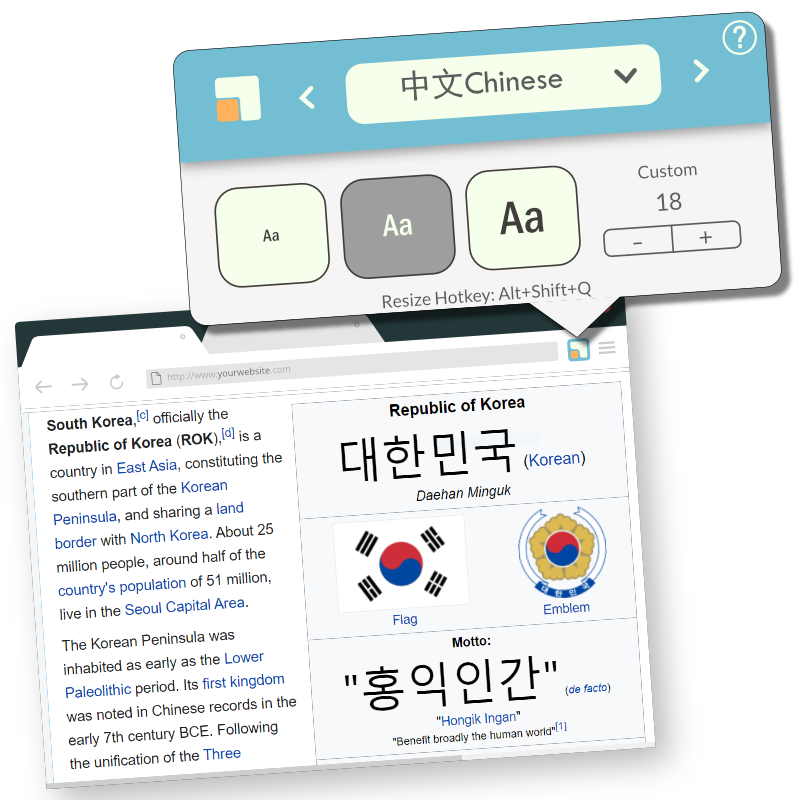 ?
< 中文Chinese >
Aa Aa Aa
Custom
18
- +
Resize Hotkey: Alt+Shift+Q
http://www.yourwebsite.com
South Korea,[c] officially the
Republic of Korea (ROK),[d] is a
country in East Asia, constituting the
southern part of the Korean
Peninsula, and sharing a land
border with North Korea. About 25
million people, around half of the
country's population of 51 million,
live in the Seoul Capital Area.
The Korean Peninsula was
inhabited as early as the Lower
Paleolithic period. Its first kingdom
was noted in Chinese records in the
early 7th century BCE. Following
the unification of the Three
Republic of Korea
대한민국 (Korean)
Daehan Minguk
대한민국
Flag
Emblem
Motto:
"홍익인간" (de facto)
"Hongik Ingan"
"Benefit broadly the human world"[1]